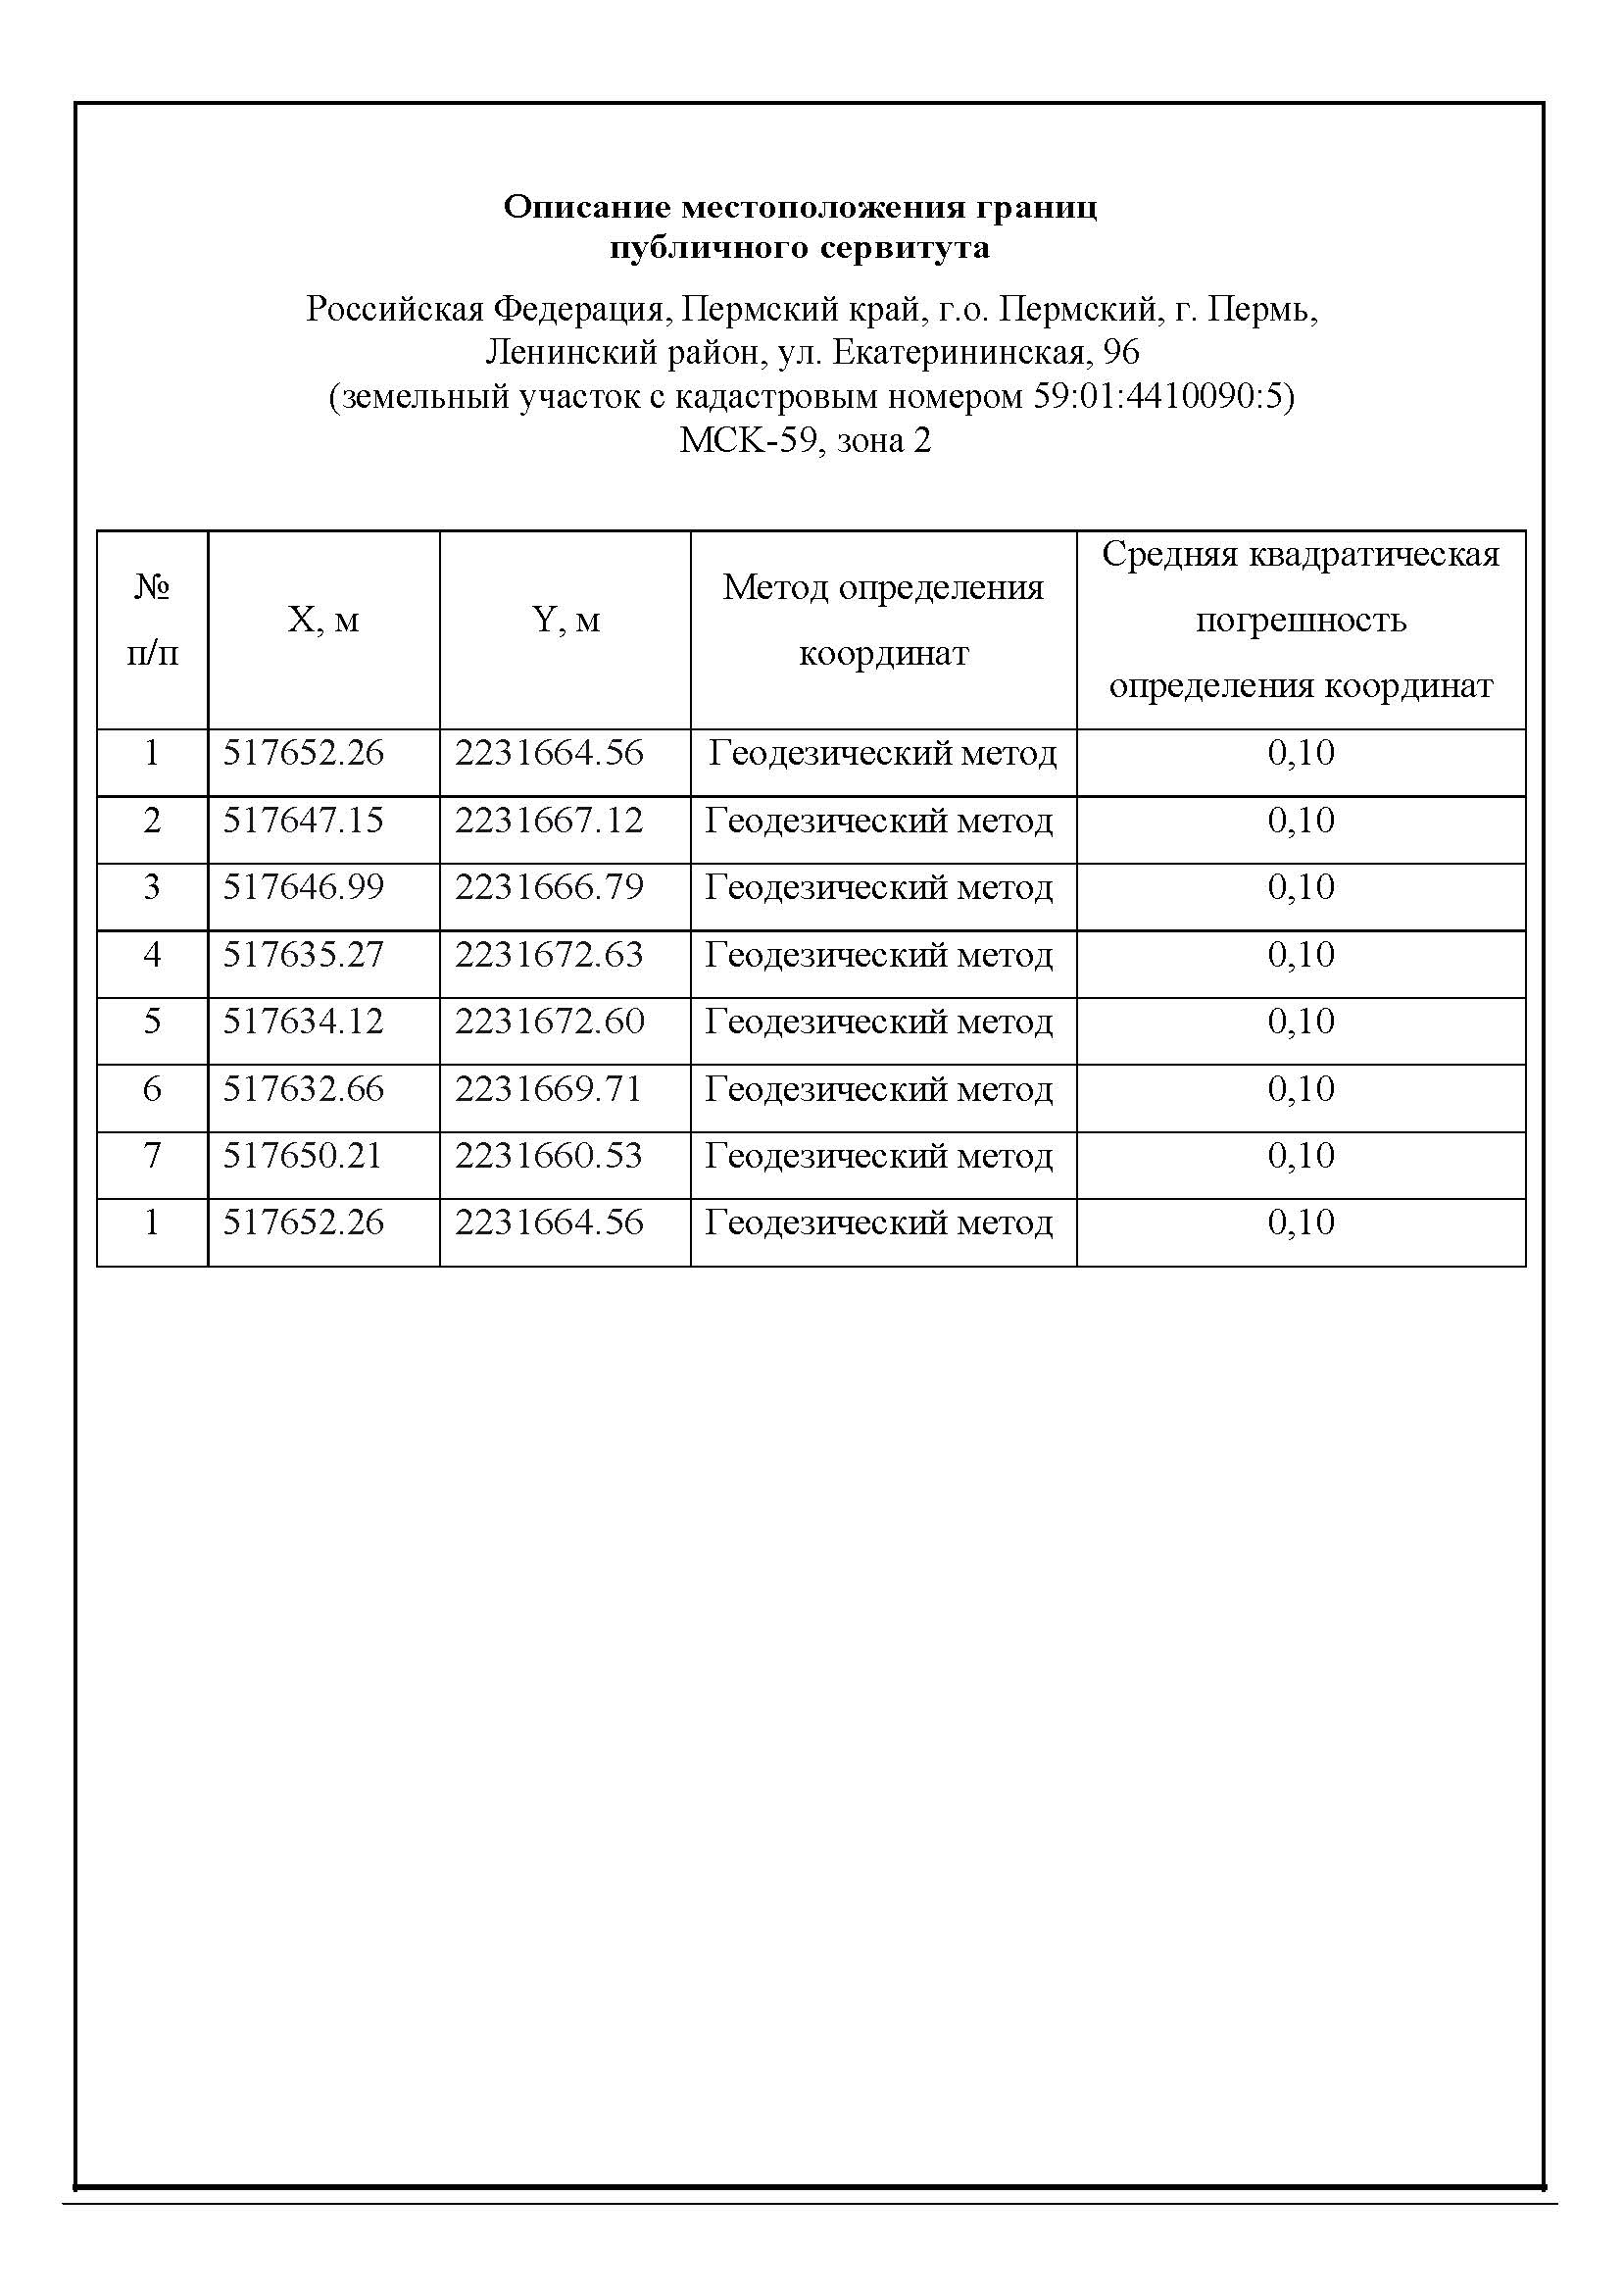 Описание местоположения границ
публичного сервитута
Российская Федерация, Пермский край, г.о. Пермский, г. Пермь,
Ленинский район, ул. Екатерининская, 96
(земельный участок с кадастровым номером 59:01:4410090:5)
МСК-59, зона 2
№ п/п X, м Y, м Метод определения координат Средняя квадратическая погрешность определения координат
1 517652.26 2231664.56 Геодезический метод 0,10
2 517647.15 2231667.12 Геодезический метод 0,10
3 517646.99 2231666.79 Геодезический метод 0,10
4 517635.27 2231672.63 Геодезический метод 0,10
5 517634.12 2231672.60 Геодезический метод 0,10
6 517632.66 2231669.71 Геодезический метод 0,10
7 517650.21 2231660.53 Геодезический метод 0,10
1 517652.26 2231664.56 Геодезический метод 0,10